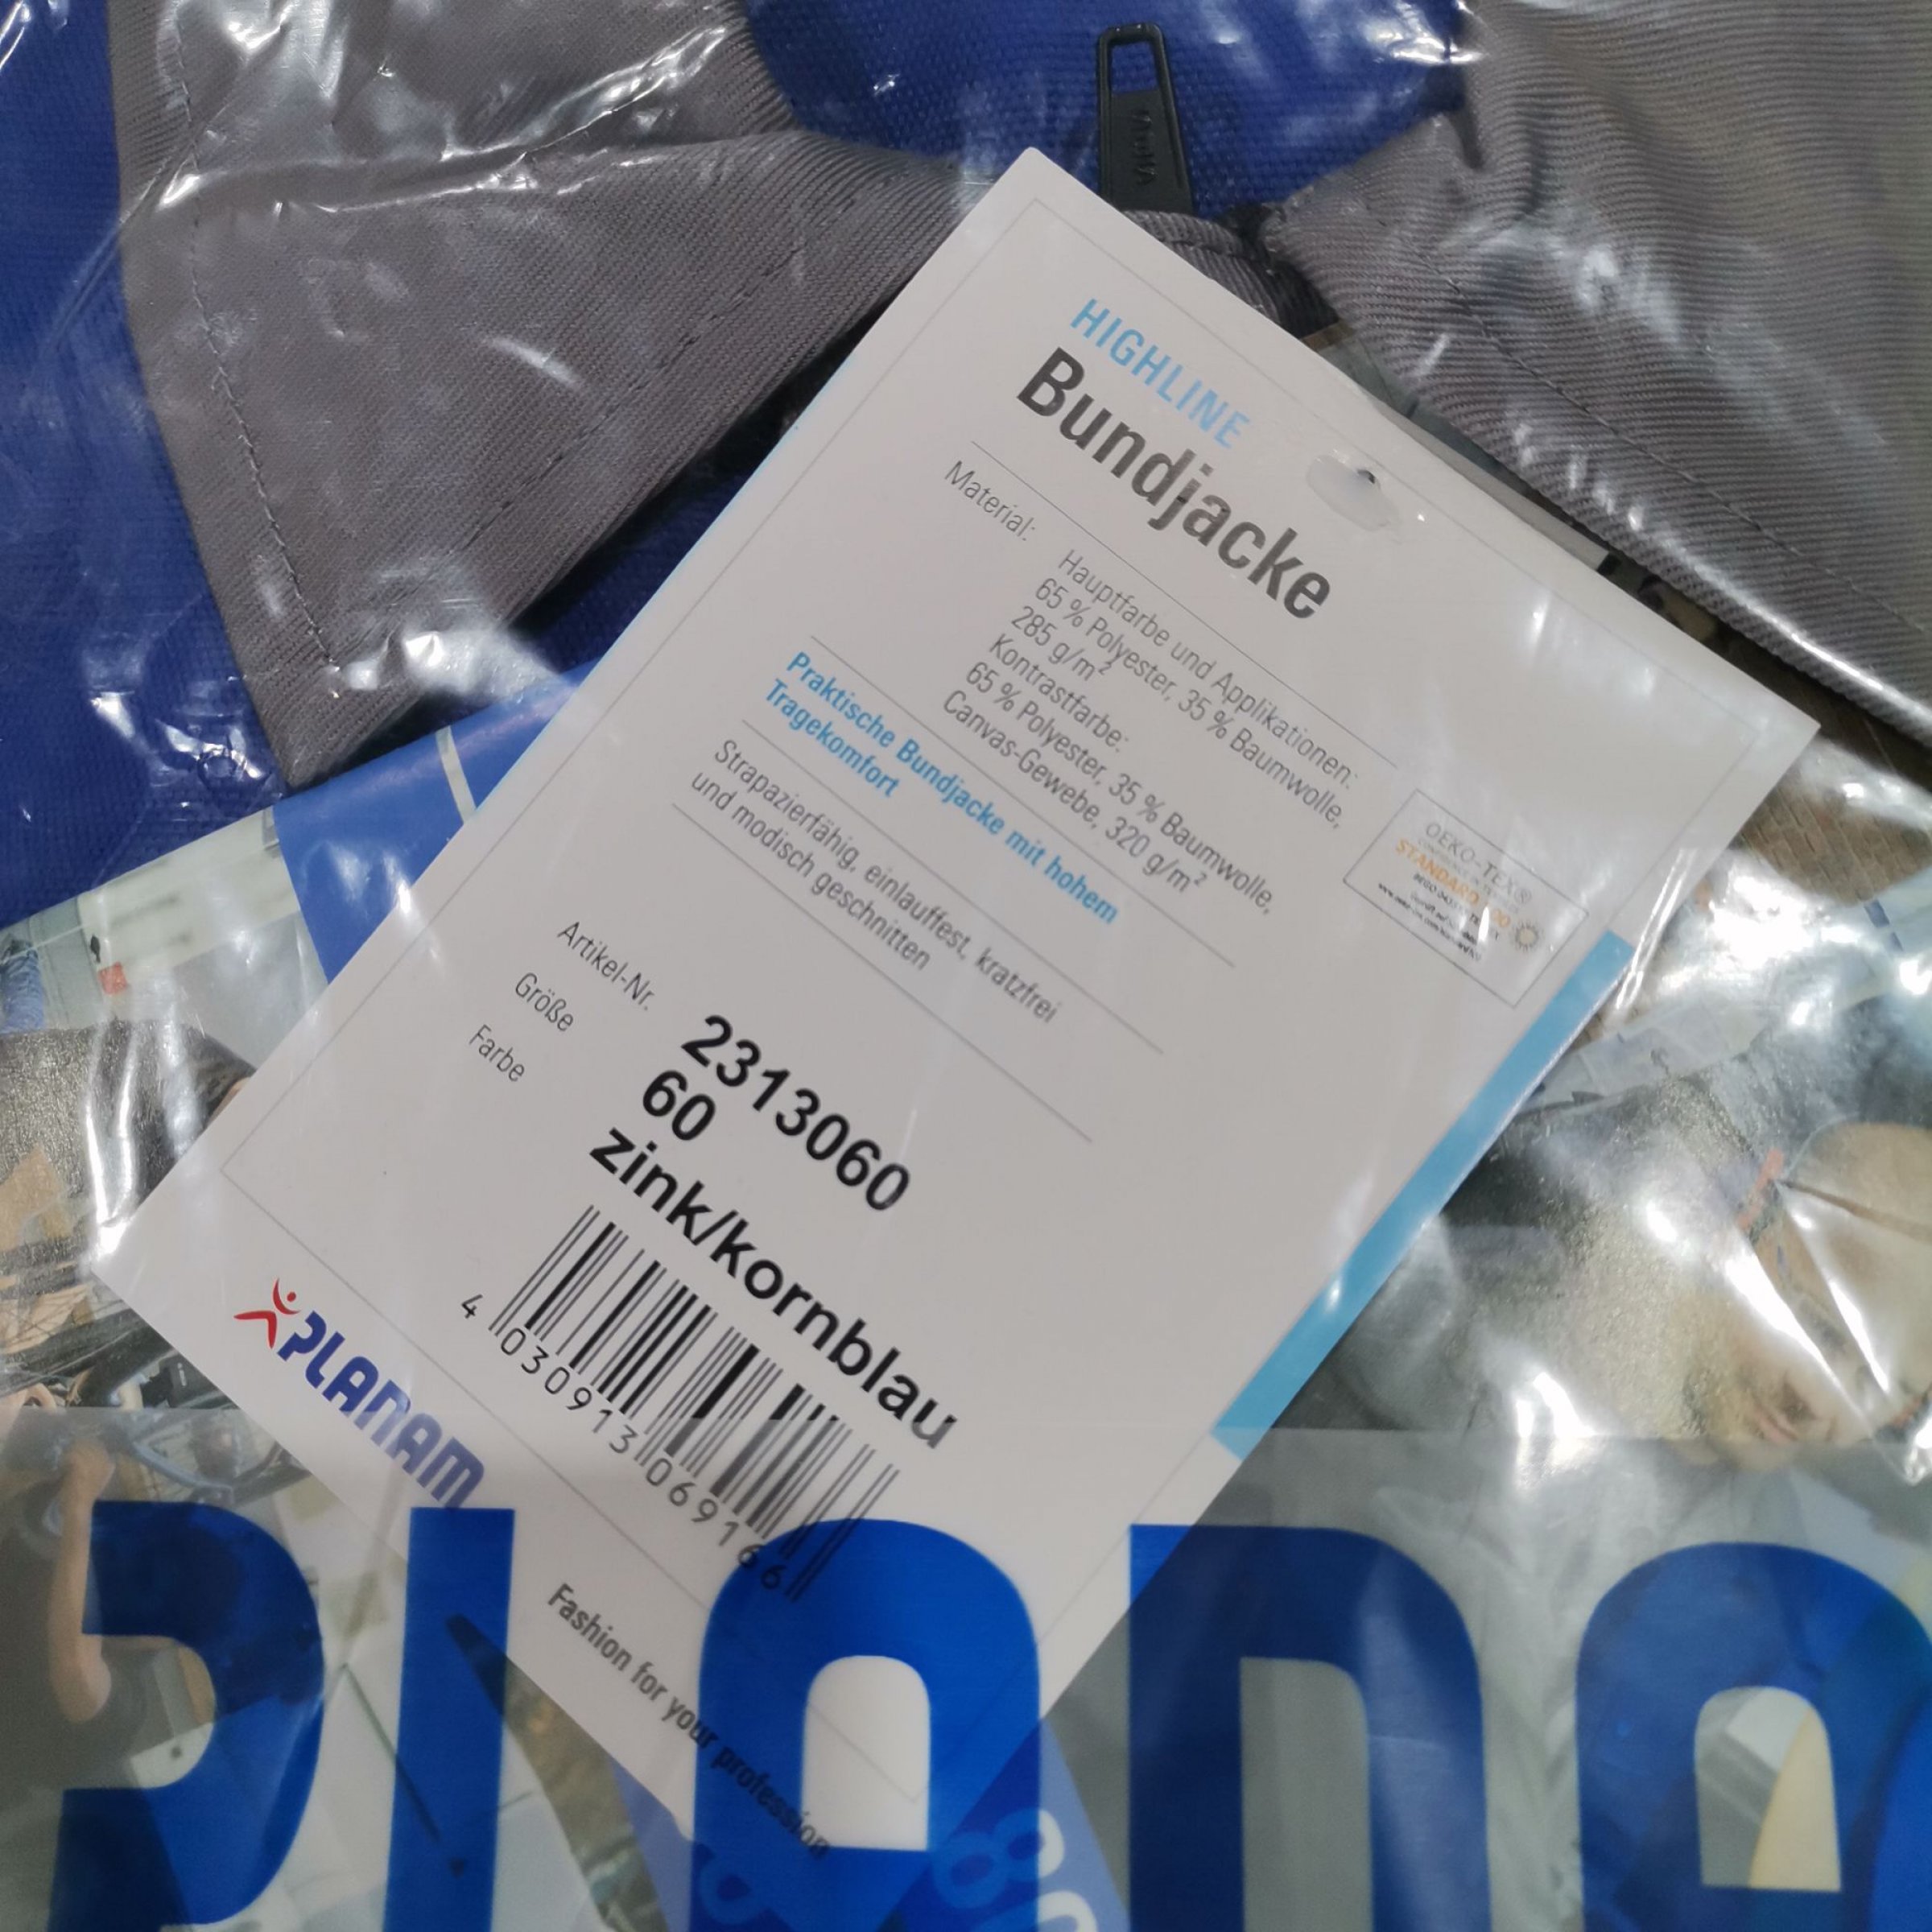 HIGHLINE
Bundjacke
Material:
Hauptfarbe und Applikationen:
65 % Polyester, 35 % Baumwolle,
285 g/m²
Kontrastfarbe:
65 % Polyester, 35 % Baumwolle,
Canvas-Gewebe, 320 g/m²
OEKO-TEX®
STANDARD 100
Praktische Bundjacke mit hohem
Tragekomfort
Strapazierfähig, einlauffest, kratzfrei
und modisch geschnitten
Artikel-Nr. 2313060
Größe 60
Farbe zink/kornblau
4 030913 069166
PLANAM
Fashion for your profession
PLANA